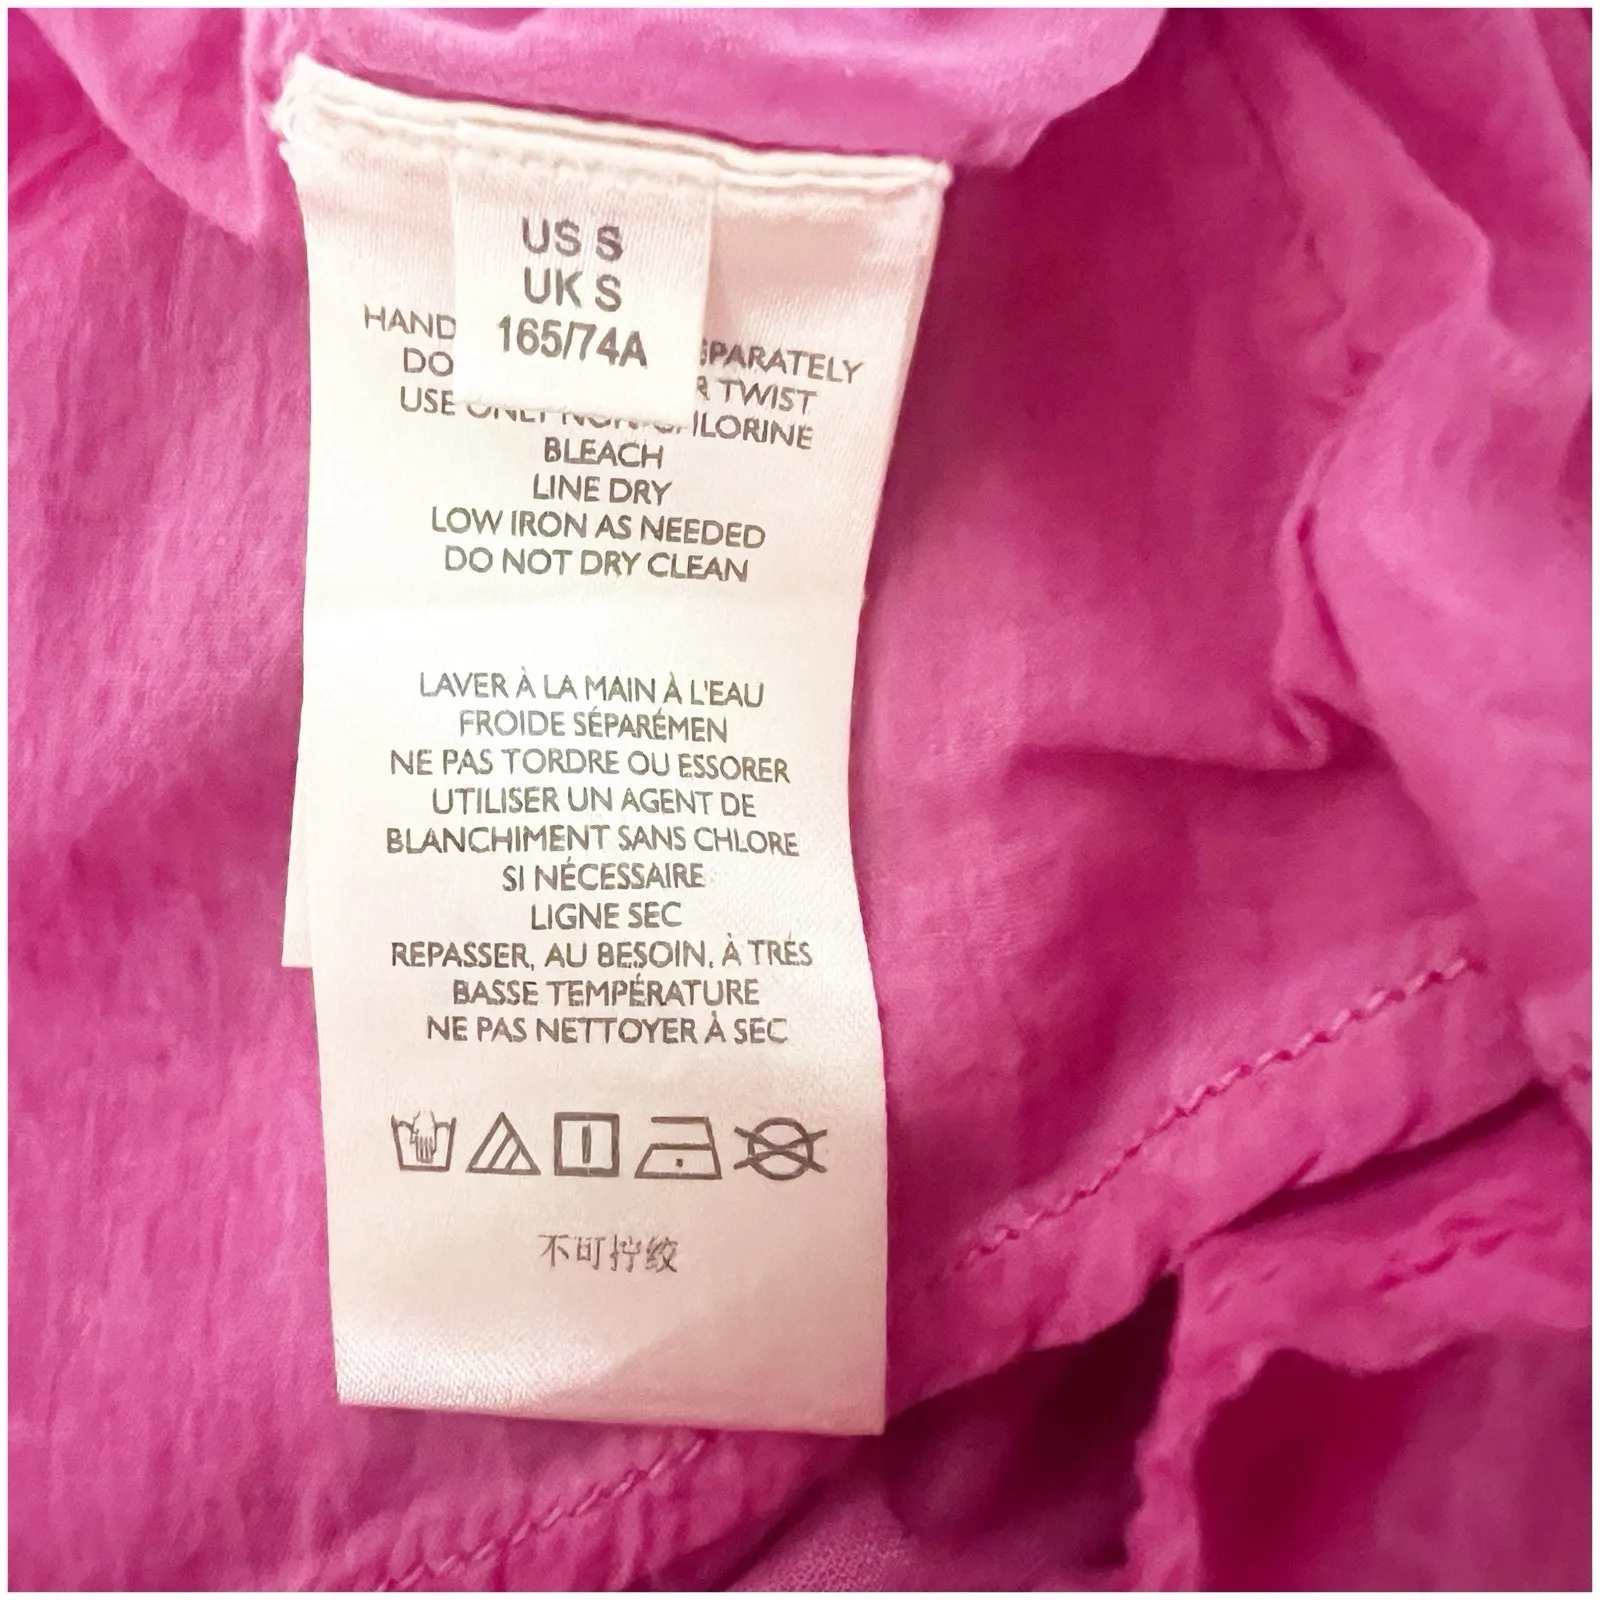 US S
UK S
165/74A
HAND
DO TWIST
USE ONLY
BLEACH
LINE DRY
LOW IRON AS NEEDED
DO NOT DRY CLEAN
LAVER À LA MAIN À L'EAU
FROIDE SÉPARÉMEN
NE PAS TORDRE OU ESSORER
UTILISER UN AGENT DE
BLANCHIMENT SANS CHLORE
SI NÉCESSAIRE
LIGNE SEC
REPASSER, AU BESOIN, À TRÉS
BASSE TEMPÉRATURE
NE PAS NETTOYER À SEC
不可拧绞